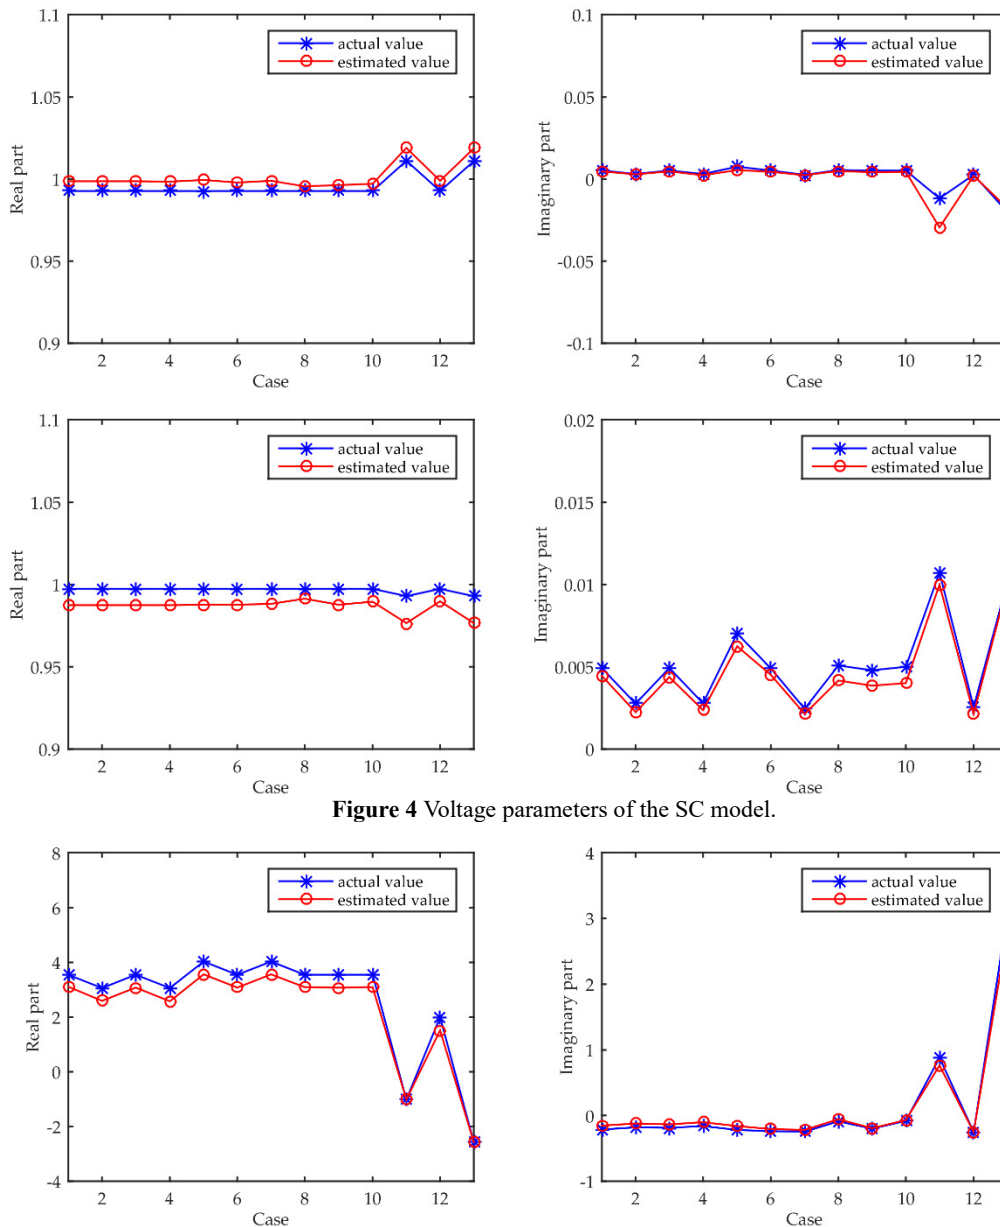 1.1
1.05
1
0.95
0.9
Real part
actual value
estimated value
2 4 6 8 10 12
Case
0.1
0.05
0
-0.05
-0.1
Imaginary part
actual value
estimated value
2 4 6 8 10 12
Case
1.1
1.05
1
0.95
0.9
Real part
actual value
estimated value
2 4 6 8 10 12
Case
0.02
0.015
0.01
0.005
0
Imaginary part
actual value
estimated value
2 4 6 8 10 12
Case
Figure 4 Voltage parameters of the SC model.
8
6
4
2
0
-2
-4
Real part
actual value
estimated value
2 4 6 8 10 12
Case
4
3
2
1
0
-1
Imaginary part
actual value
estimated value
2 4 6 8 10 12
Case